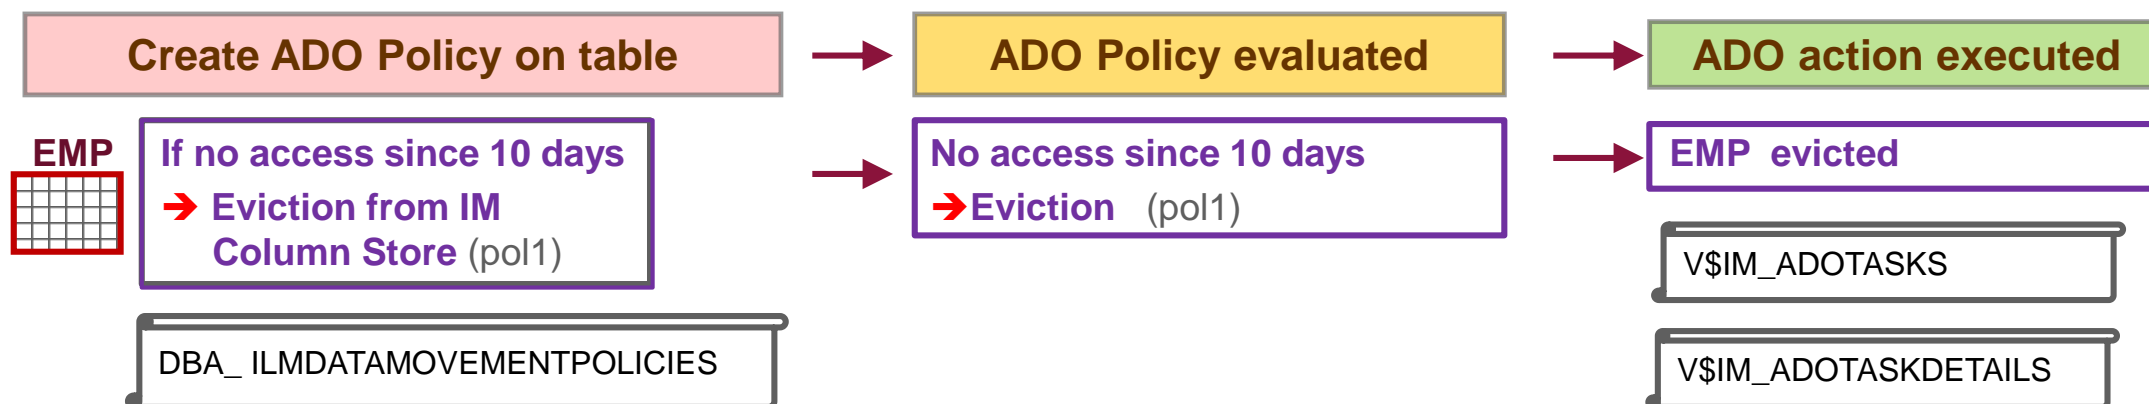 Create ADO Policy on table
ADO Policy evaluated
ADO action executed
EMP
If no access since 10 days
➔ Eviction from IM
Column Store (pol1)
No access since 10 days
➔Eviction (pol1)
EMP evicted
V$IM_ADOTASKS
DBA_ ILMDATAMOVEMENTPOLICIES
V$IM_ADOTASKDETAILS